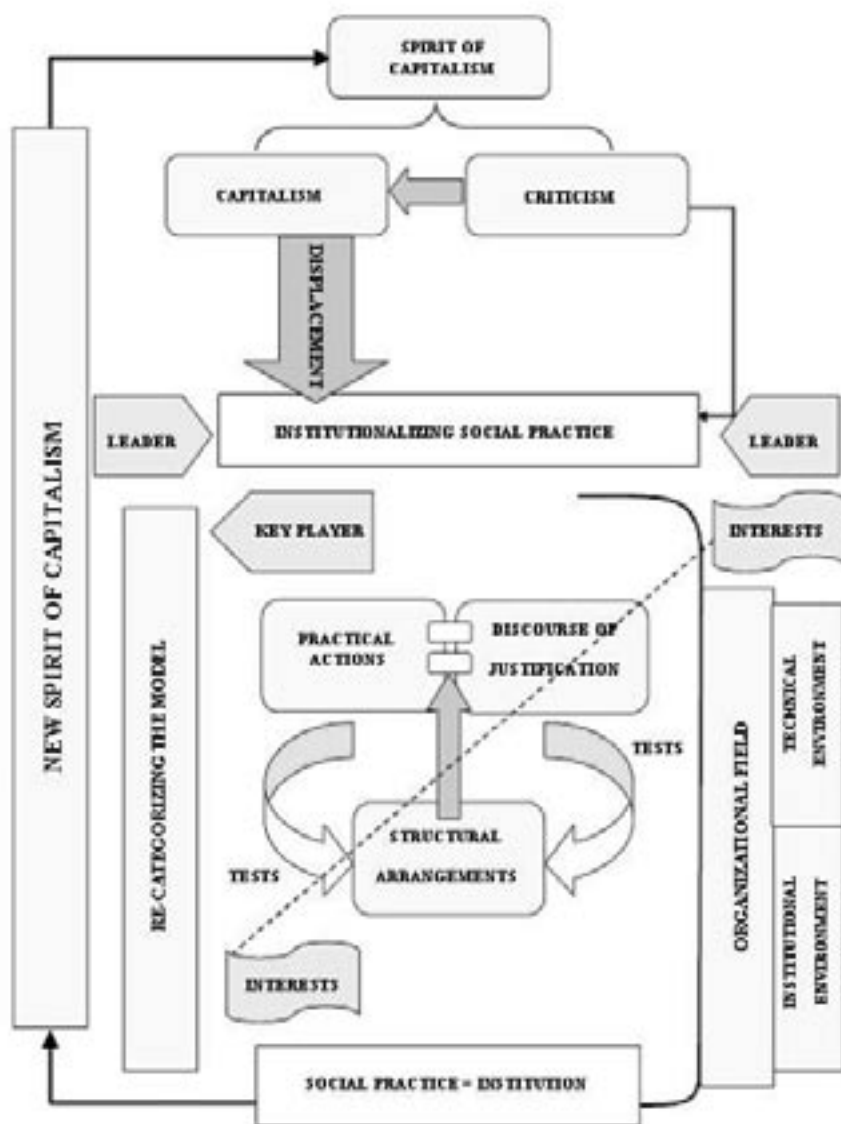 SPIRIT OF
CAPITALISM
CAPITALISM
CRITICISM
DISPLACEMENT
LEADER
INSTITUTIONALIZING SOCIAL PRACTICE
LEADER
NEW SPIRIT OF CAPITALISM
KEY PLAYER
INTERESTS
RE-CATEGORIZING THE MODEL
PRACTICAL
ACTIONS
DISCOURSE OF
JUSTIFICATION
TESTS
STRUCTURAL
ARRANGEMENTS
TESTS
ORGANIZATIONAL FIELD
TECHNICAL
ENVIRONMENT
INSTITUTIONAL
ENVIRONMENT
INTERESTS
SOCIAL PRACTICE = INSTITUTION